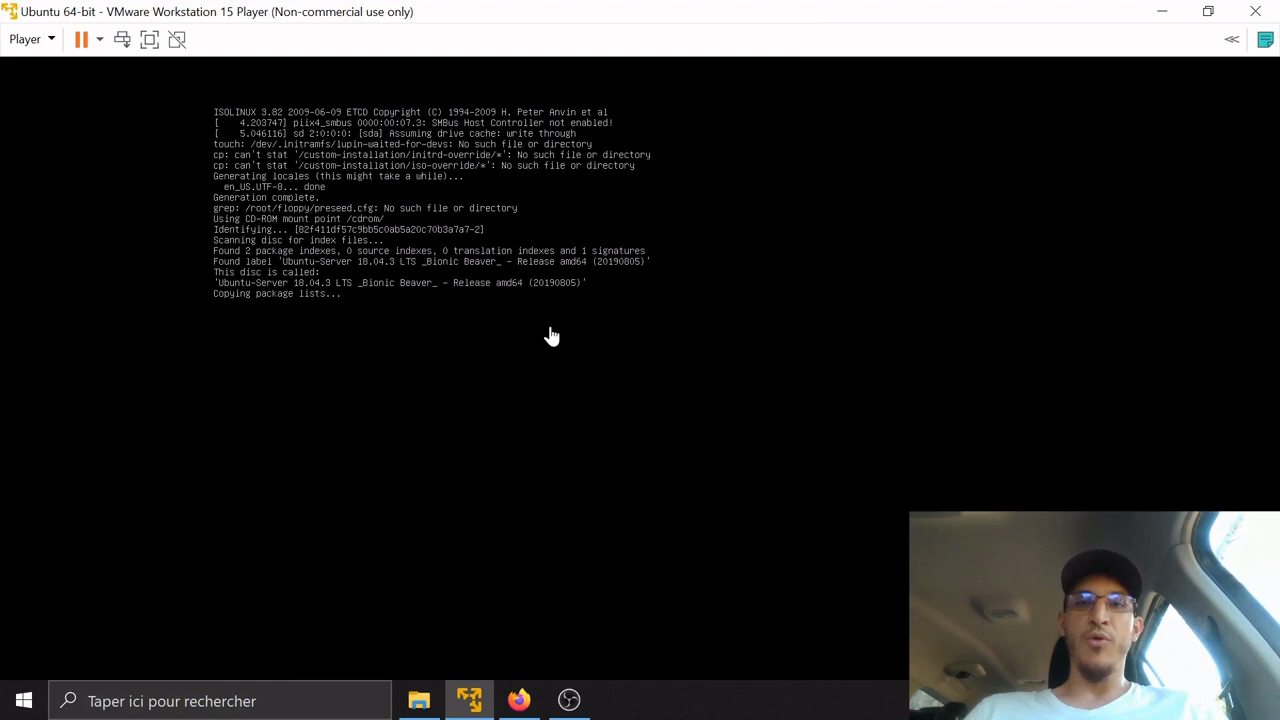 Ubuntu 64-bit - VMware Workstation 15 Player (Non-commercial use only)
Player
ISOLINUX 3.82 2009-06-09 ETCD Copyright (C) 1994-2009 H. Peter Anvin et al
[    4.203747] piix4_smbus 0000:00:07.3: SMBus Host Controller not enabled!
[    5.046116] sd 2:0:0:0: [sda] Assuming drive cache: write through
touch: /dev/.initramfs/lupin-waited-for-devs: No such file or directory
cp: can't stat '/custom-installation/initrd-override/*': No such file or directory
cp: can't stat '/custom-installation/iso-override/*': No such file or directory
Generating locales (this might take a while)...
  en_US.UTF-8... done
Generation complete.
grep: /root/floppy/preseed.cfg: No such file or directory
Using CD-ROM mount point /cdrom/
Identifying... [82f411df57c9bb5c0ab5a20c70b3a7a7-2]
Scanning disc for index files...
Found 2 package indexes, 0 source indexes, 0 translation indexes and 1 signatures
Found label 'Ubuntu-Server 18.04.3 LTS _Bionic Beaver_ - Release amd64 (20190805)'
This disc is called:
'Ubuntu-Server 18.04.3 LTS _Bionic Beaver_ - Release amd64 (20190805)'
Copying package lists...
Taper ici pour rechercher